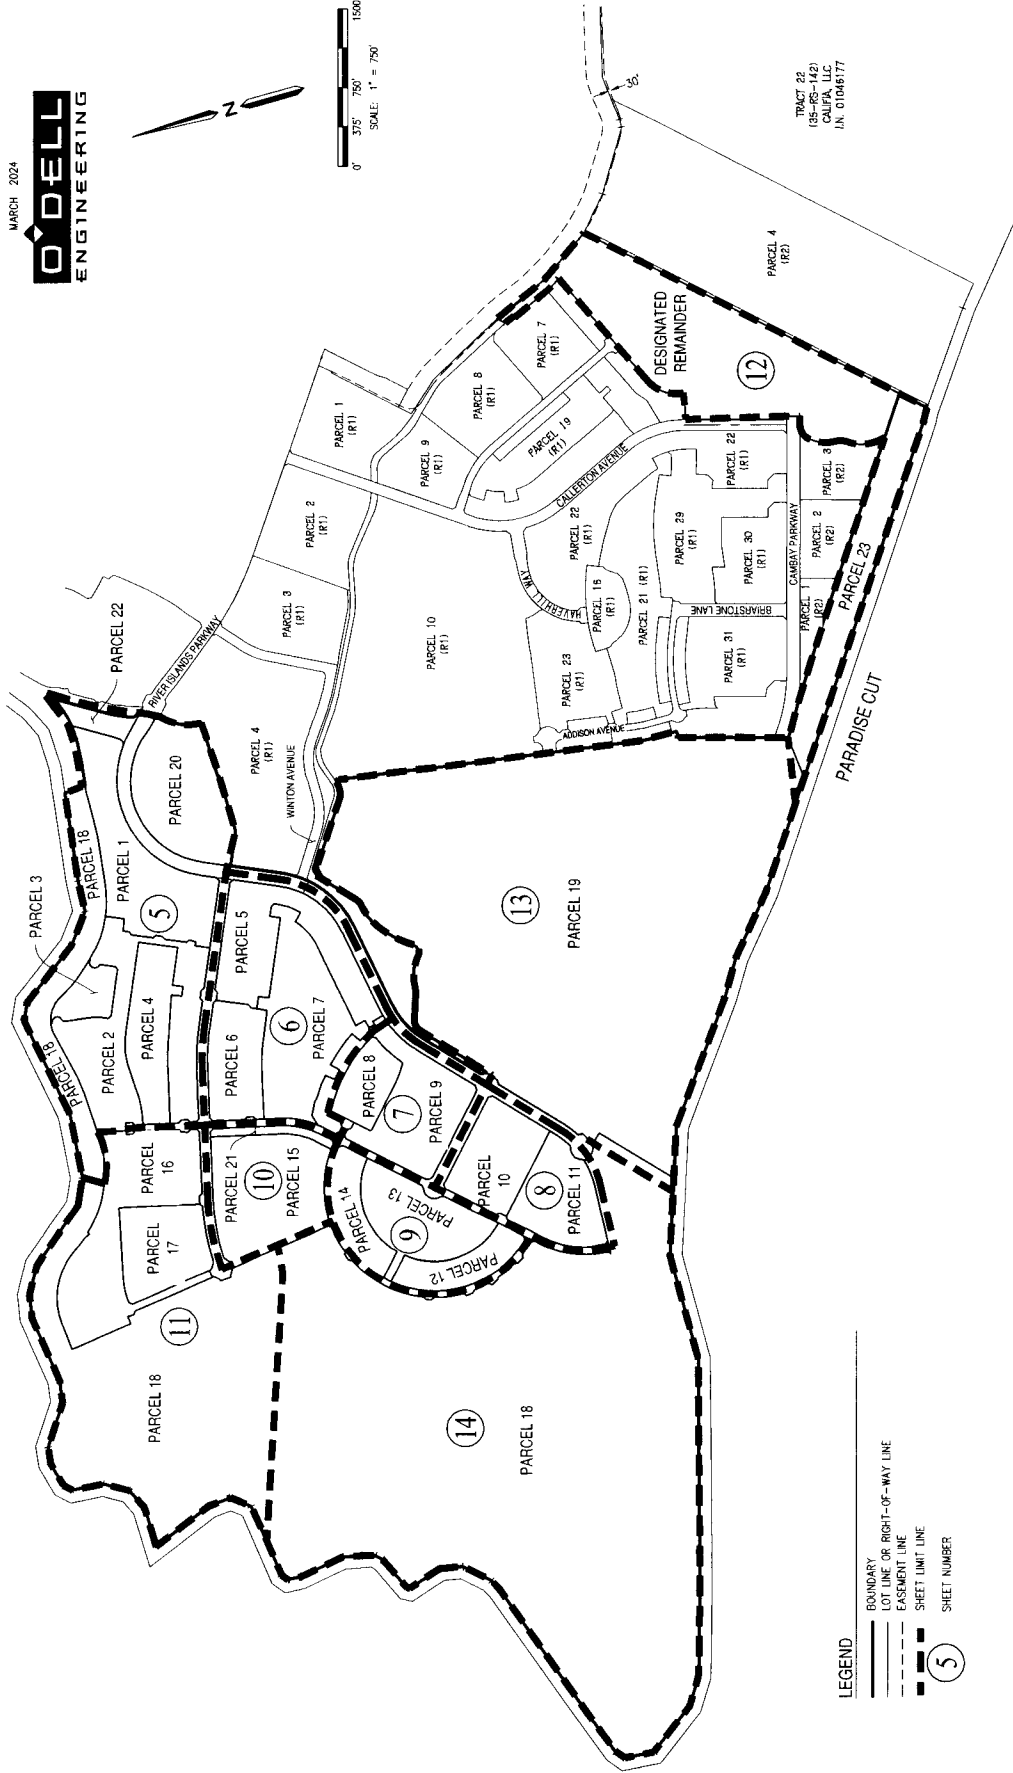 MARCH 2024
O'DELL
ENGINEERING
N
0' 375' 750' 1500'
SCALE: 1" = 750'
30'
TRACT 22
(35-RS-142)
CALIFIA, LLC
I.N. 01046177
PARCEL 4
(R2)
DESIGNATED
REMAINDER
12
PARCEL 7
(R1)
PARCEL 8
(R1)
PARCEL 9
(R1)
PARCEL 19
(R1)
PARCEL 1
(R1)
PARCEL 2
(R1)
PARCEL 3
(R1)
PARCEL 4
(R1)
PARCEL 10
(R1)
CALLERTON AVENUE
HAVERHILL WAY
PARCEL 22
(R1)
PARCEL 22
(R1)
PARCEL 29
(R1)
PARCEL 30
(R1)
PARCEL 16
(R1)
PARCEL 21 (R1)
PARCEL 23
(R1)
PARCEL 31
(R1)
BRIARSTONE LANE
CAMBAY PARKWAY
ADDISON AVENUE
PARCEL 3
(R2)
PARCEL 2
(R2)
PARCEL 1
(R2)
PARCEL 23
PARADISE CUT
PARCEL 22
RIVER ISLANDS PARKWAY
WINTON AVENUE
PARCEL 20
PARCEL 18
PARCEL 1
PARCEL 3
5
PARCEL 2
PARCEL 4
PARCEL 18
PARCEL 5
PARCEL 6
6
PARCEL 7
PARCEL 8
7
PARCEL 9
PARCEL
10
8
PARCEL 11
PARCEL 13
9
PARCEL 12
PARCEL 14
PARCEL 21
10
PARCEL 15
PARCEL
16
PARCEL
17
11
PARCEL 18
13
PARCEL 19
14
PARCEL 18
LEGEND
BOUNDARY
LOT LINE OR RIGHT-OF-WAY LINE
EASEMENT LINE
SHEET LIMIT LINE
5 SHEET NUMBER